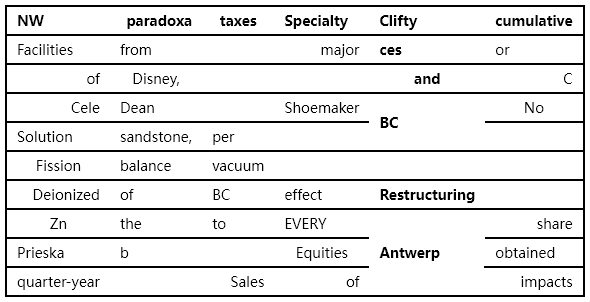 NW paradoxa taxes Specialty Clifty cumulative
Facilities from major ces or
of Disney, and C
Cele Dean Shoemaker BC No
Solution sandstone, per
Fission balance vacuum
Deionized of BC effect Restructuring
Zn the to EVERY share
Prieska b Equities Antwerp obtained
quarter-year Sales of impacts